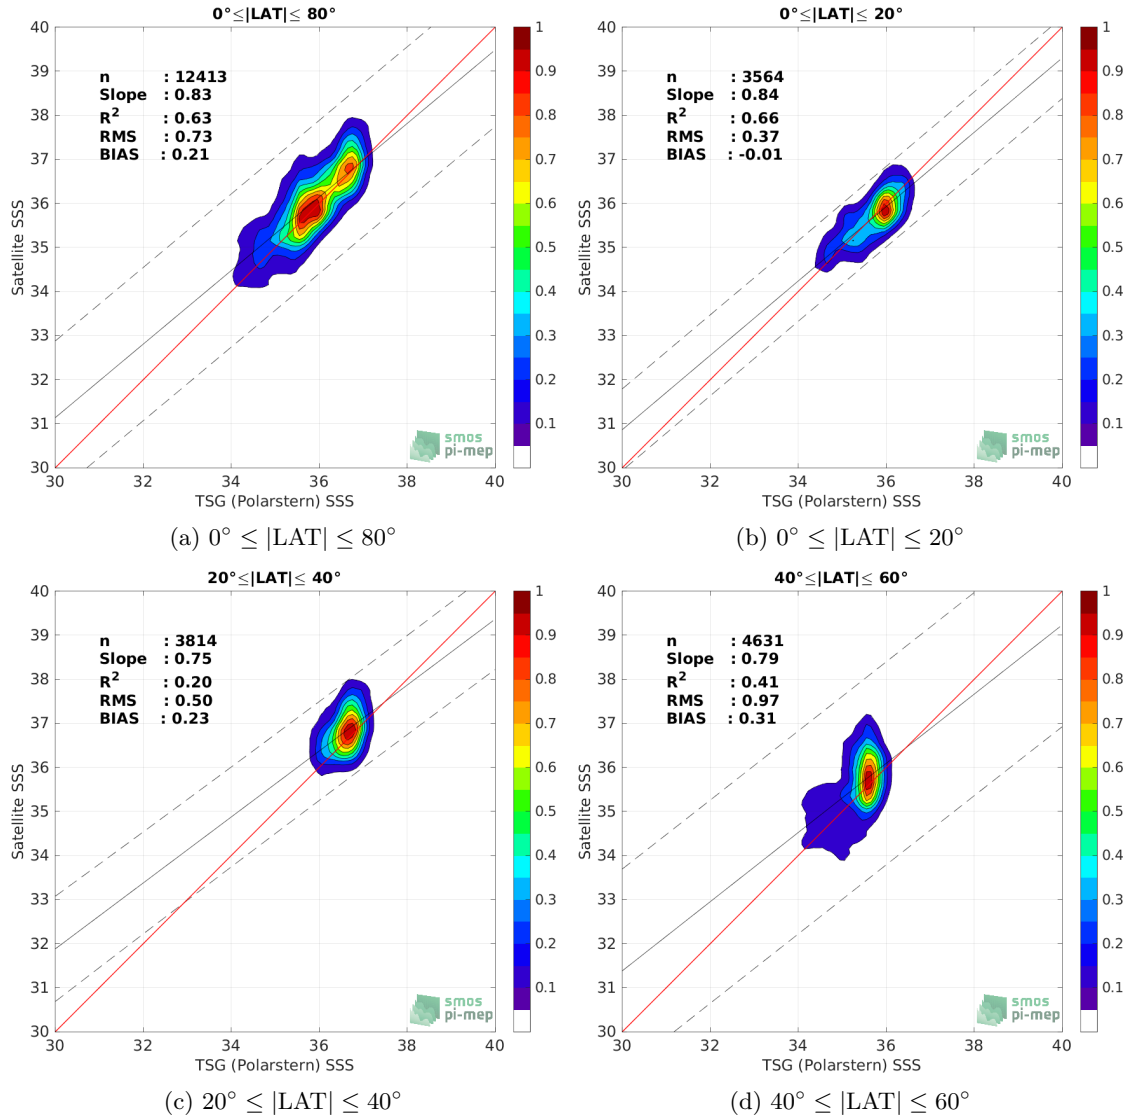 0°≤|LAT|≤ 80°
40
39
38
37
36
35
34
33
32
31
30
Satellite SSS
n : 12413
Slope : 0.83
R² : 0.63
RMS : 0.73
BIAS : 0.21
smos
pi-mep
30 32 34 36 38 40
TSG (Polarstern) SSS
1
0.9
0.8
0.7
0.6
0.5
0.4
0.3
0.2
0.1
(a) 0° ≤ |LAT| ≤ 80°
0°≤|LAT|≤ 20°
40
39
38
37
36
35
34
33
32
31
30
Satellite SSS
n : 3564
Slope : 0.84
R² : 0.66
RMS : 0.37
BIAS : -0.01
smos
pi-mep
30 32 34 36 38 40
TSG (Polarstern) SSS
1
0.9
0.8
0.7
0.6
0.5
0.4
0.3
0.2
0.1
(b) 0° ≤ |LAT| ≤ 20°
20°≤|LAT|≤ 40°
40
39
38
37
36
35
34
33
32
31
30
Satellite SSS
n : 3814
Slope : 0.75
R² : 0.20
RMS : 0.50
BIAS : 0.23
smos
pi-mep
30 32 34 36 38 40
TSG (Polarstern) SSS
1
0.9
0.8
0.7
0.6
0.5
0.4
0.3
0.2
0.1
(c) 20° ≤ |LAT| ≤ 40°
40°≤|LAT|≤ 60°
40
39
38
37
36
35
34
33
32
31
30
Satellite SSS
n : 4631
Slope : 0.79
R² : 0.41
RMS : 0.97
BIAS : 0.31
smos
pi-mep
30 32 34 36 38 40
TSG (Polarstern) SSS
1
0.9
0.8
0.7
0.6
0.5
0.4
0.3
0.2
0.1
(d) 40° ≤ |LAT| ≤ 60°